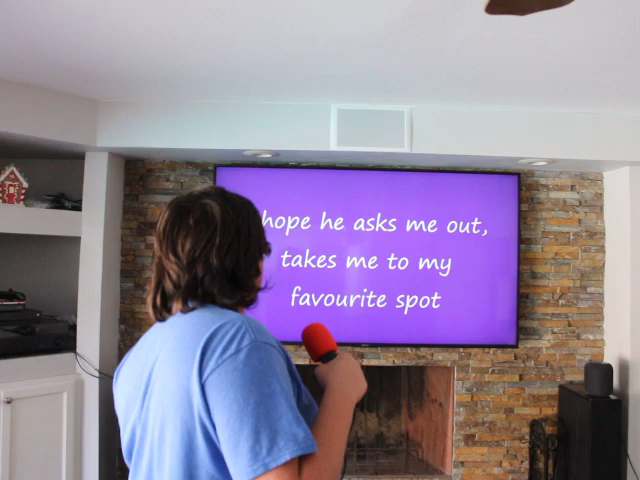 hope he asks me out,
takes me to my
favourite spot